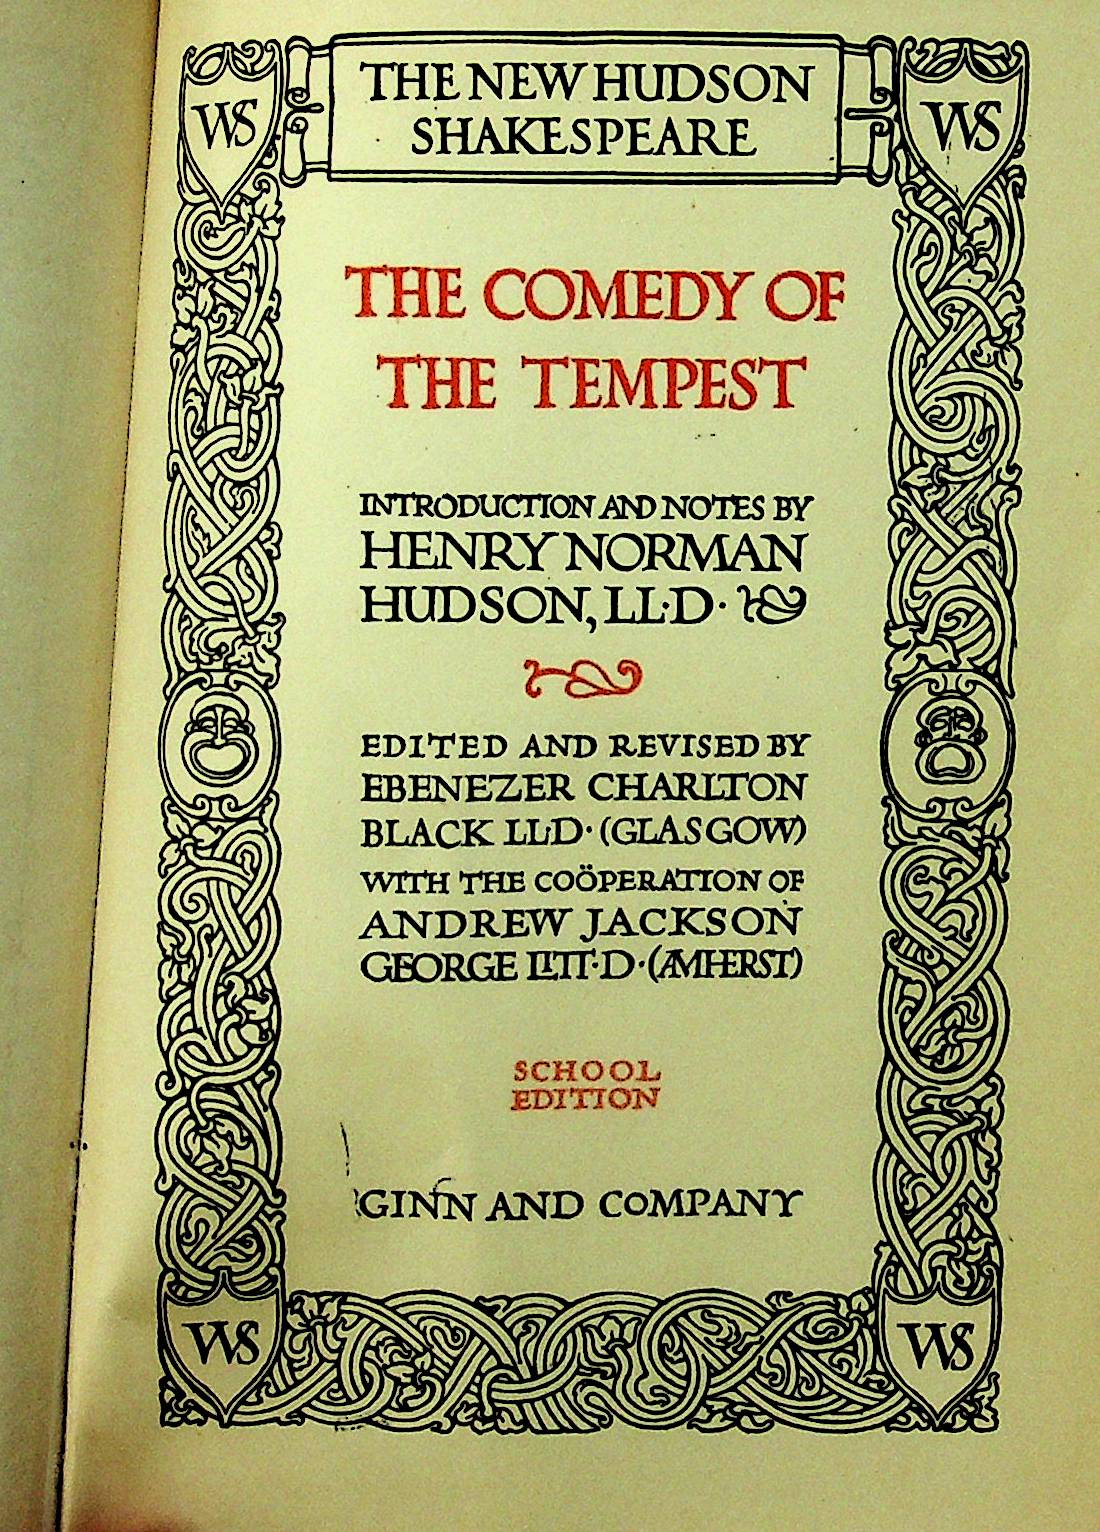 WS
THE NEW HUDSON
SHAKESPEARE
WS
THE COMEDY OF
THE TEMPEST
INTRODUCTION AND NOTES BY
HENRY NORMAN
HUDSON, LL·D·
EDITED AND REVISED BY
EBENEZER CHARLTON
BLACK LL·D· (GLASGOW)
WITH THE COÖPERATION OF
ANDREW JACKSON
GEORGE LITT·D·(AMHERST)
SCHOOL
EDITION
GINN AND COMPANY
WS
WS